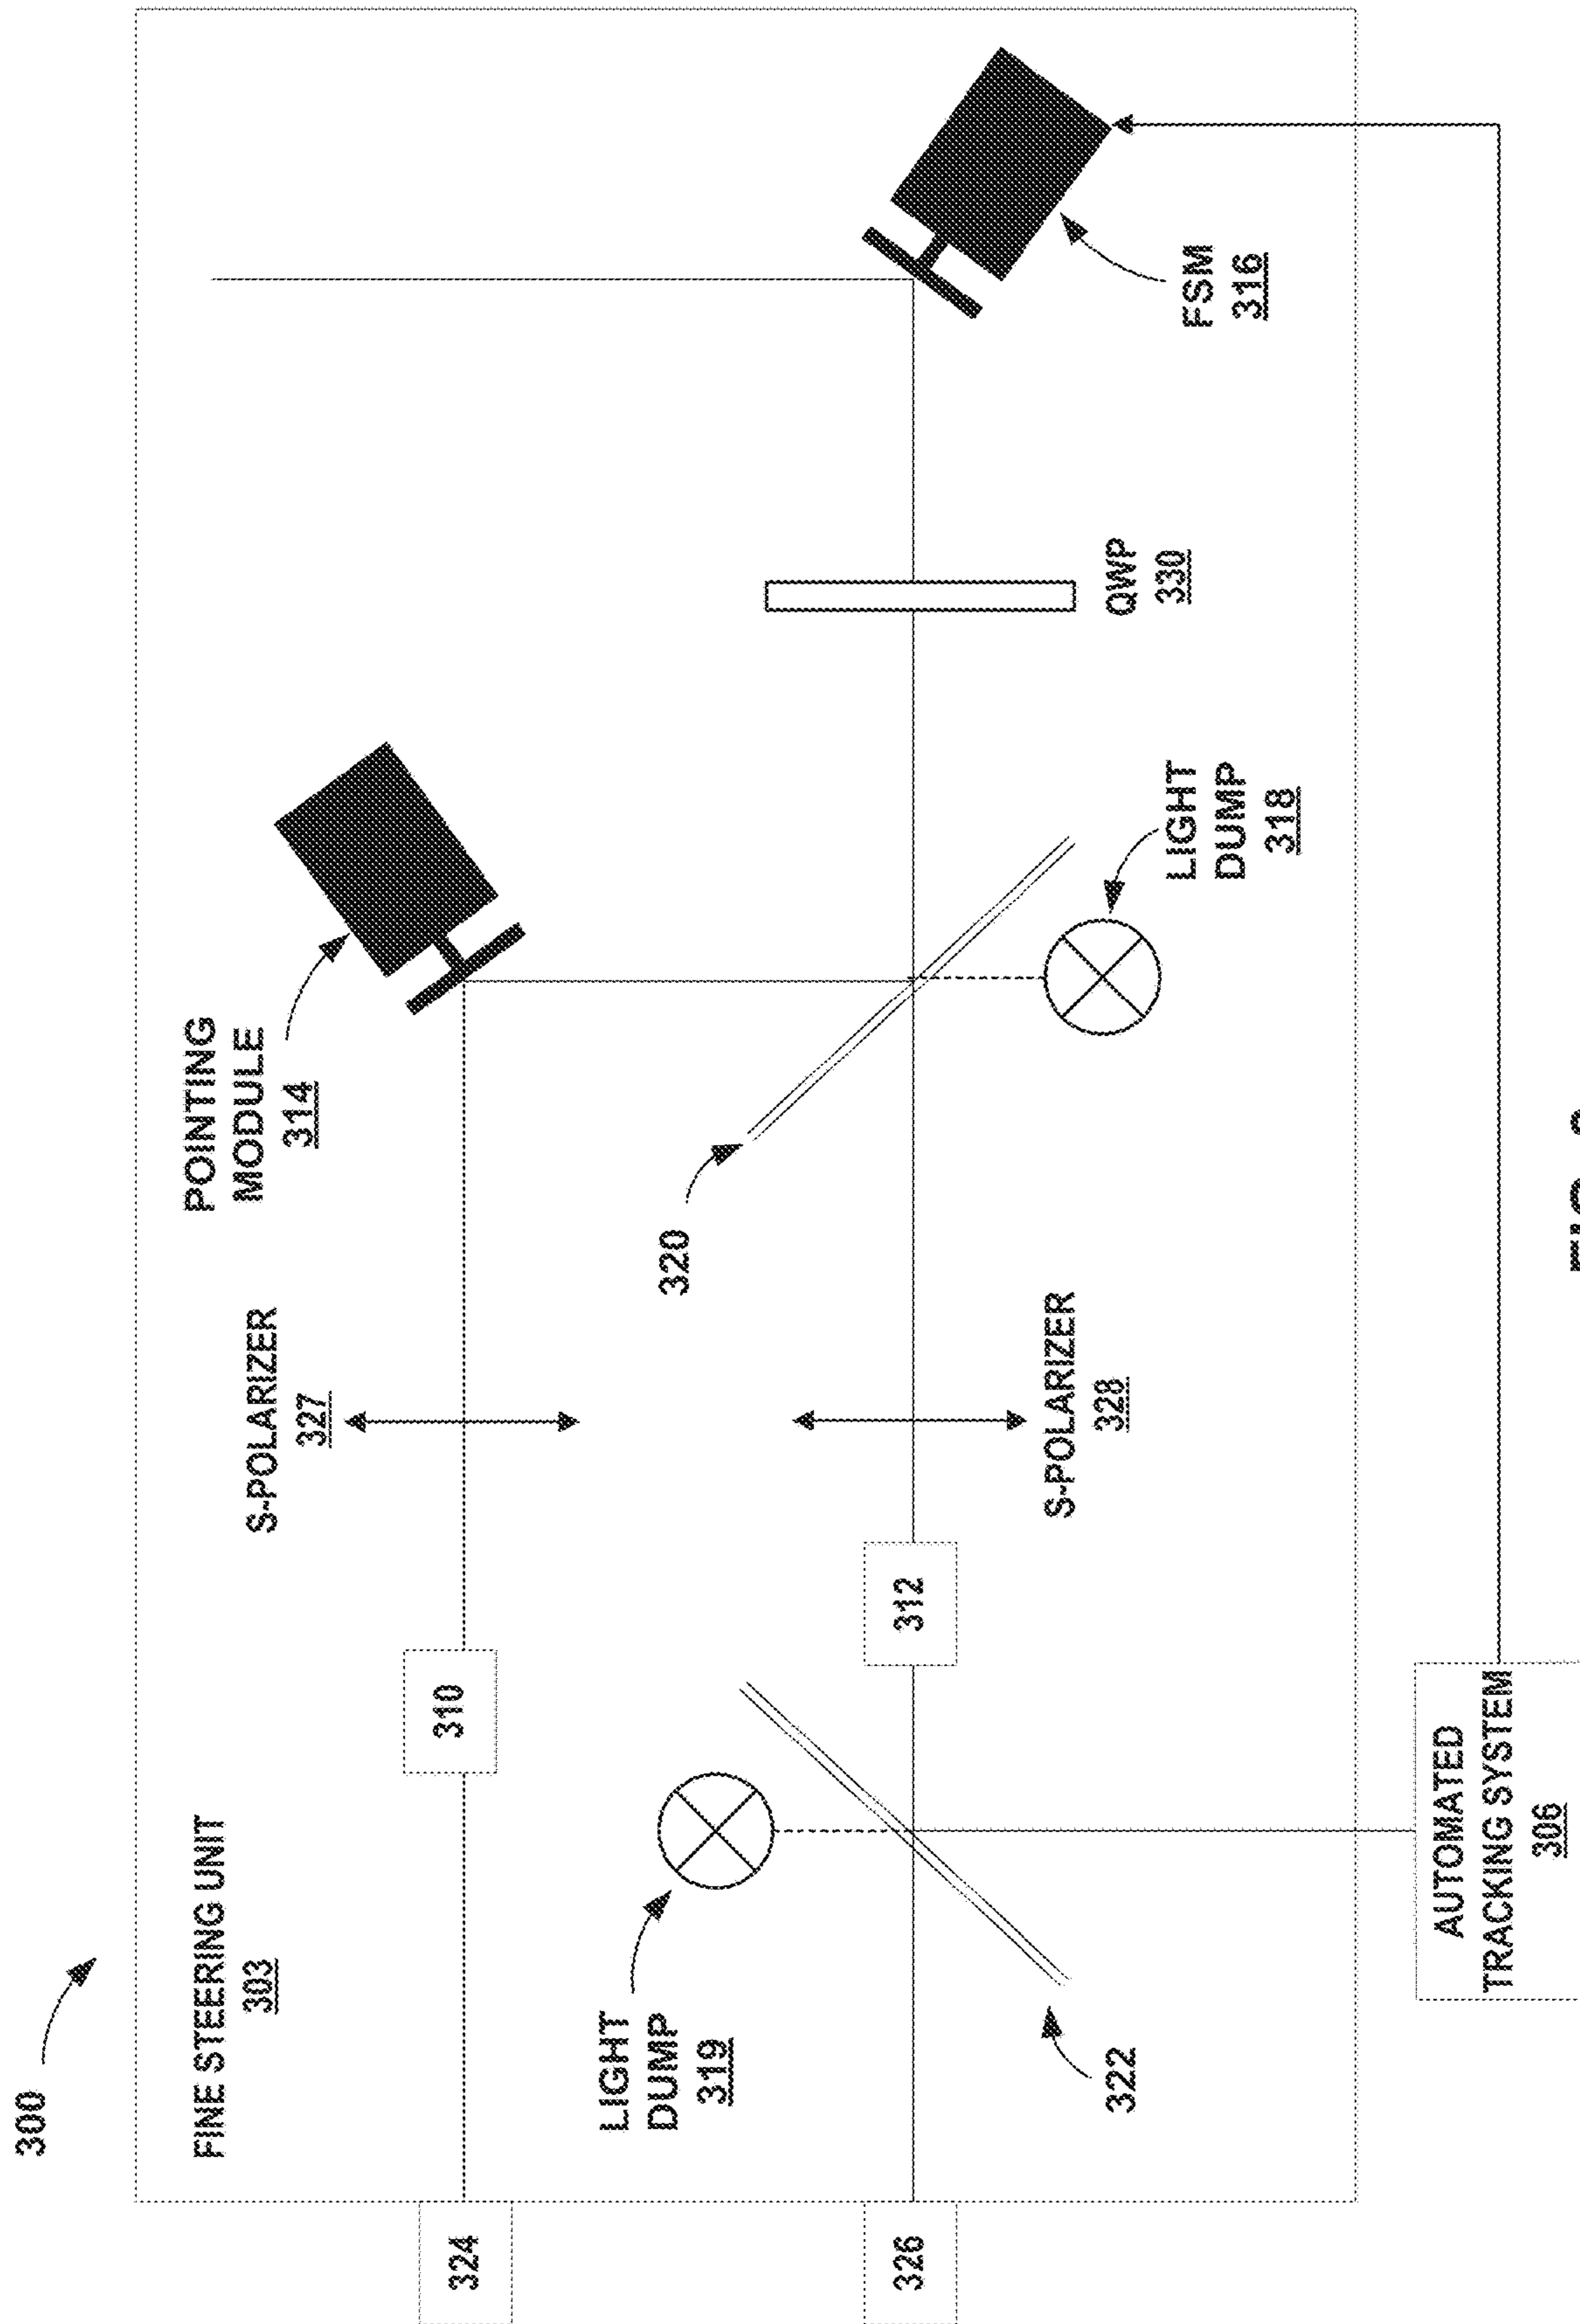 300
FINE STEERING UNIT
303
324
326
310
312
S-POLARIZER
327
S-POLARIZER
328
POINTING
MODULE
314
320
322
LIGHT
DUMP
319
LIGHT
DUMP
318
QWP
330
FSM
316
AUTOMATED
TRACKING SYSTEM
306